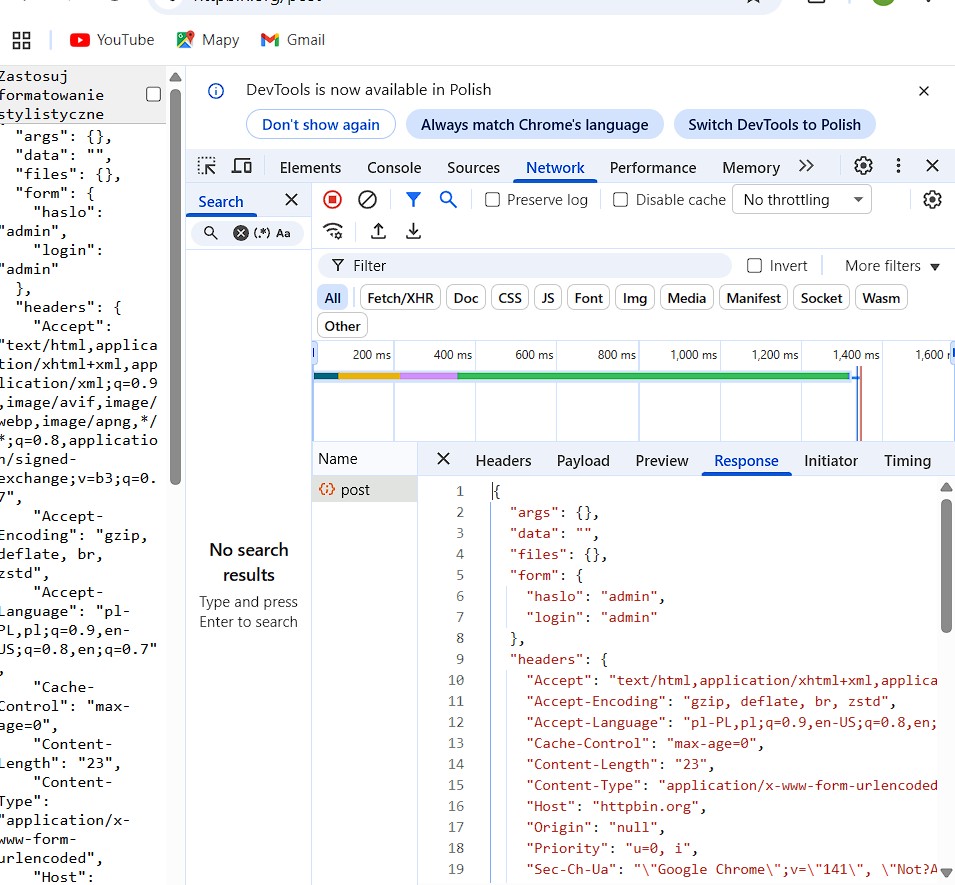 YouTube
Mapy
Gmail
Zastosuj
formatowanie
stylistyczne
"args": {},
"data": "",
"files": {},
"form": {
"haslo":
"admin",
"login":
"admin"
},
"headers": {
"Accept":
"text/html,applica
tion/xhtml+xml,app
lication/xml;q=0.9
,image/avif,image/
webp,image/apng,*/
*;q=0.8,applicatio
n/signed-
exchange;v=b3;q=0.
7",
"Accept-
Encoding": "gzip,
deflate, br,
zstd",
"Accept-
Language": "pl-
PL,pl;q=0.9,en-
US;q=0.8,en;q=0.7"
,
"Cache-
Control": "max-
age=0",
"Content-
Length": "23",
"Content-
Type":
"application/x-
www-form-
urlencoded",
"Host":
DevTools is now available in Polish
Don't show again
Always match Chrome's language
Switch DevTools to Polish
Elements
Console
Sources
Network
Performance
Memory
Search
Preserve log
Disable cache
No throttling
(.*)
Aa
Filter
Invert
More filters
All
Fetch/XHR
Doc
CSS
JS
Font
Img
Media
Manifest
Socket
Wasm
Other
200 ms
400 ms
600 ms
800 ms
1,000 ms
1,200 ms
1,400 ms
1,600
No search
results
Type and press
Enter to search
Name
post
Headers
Payload
Preview
Response
Initiator
Timing
1 {
2 "args": {},
3 "data": "",
4 "files": {},
5 "form": {
6 "haslo": "admin",
7 "login": "admin"
8 },
9 "headers": {
10 "Accept": "text/html,application/xhtml+xml,applica
11 "Accept-Encoding": "gzip, deflate, br, zstd",
12 "Accept-Language": "pl-PL,pl;q=0.9,en-US;q=0.8,en;
13 "Cache-Control": "max-age=0",
14 "Content-Length": "23",
15 "Content-Type": "application/x-www-form-urlencoded
16 "Host": "httpbin.org",
17 "Origin": "null",
18 "Priority": "u=0, i",
19 "Sec-Ch-Ua": "\"Google Chrome\";v=\"141\", \"Not?A